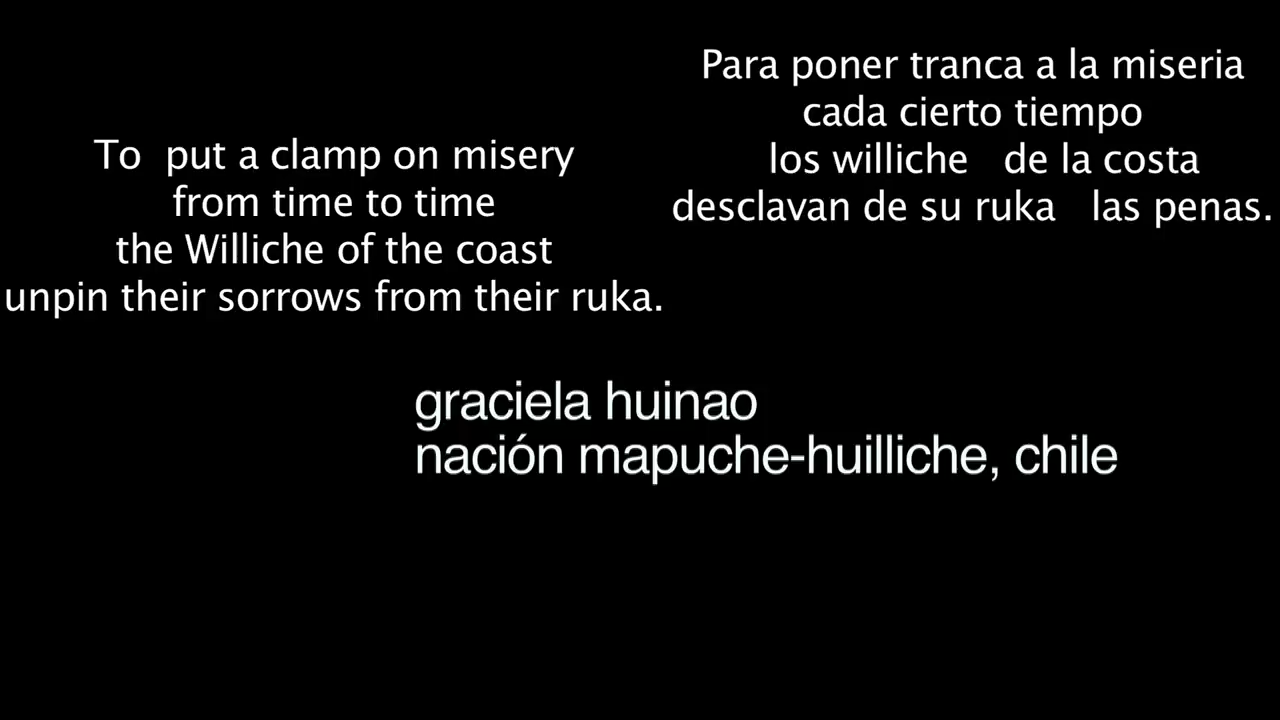 To put a clamp on misery
from time to time
the Williche of the coast
unpin their sorrows from their ruka.
Para poner tranca a la miseria
cada cierto tiempo
los williche de la costa
desclavan de su ruka las penas.
graciela huinao
nación mapuche-huilliche, chile